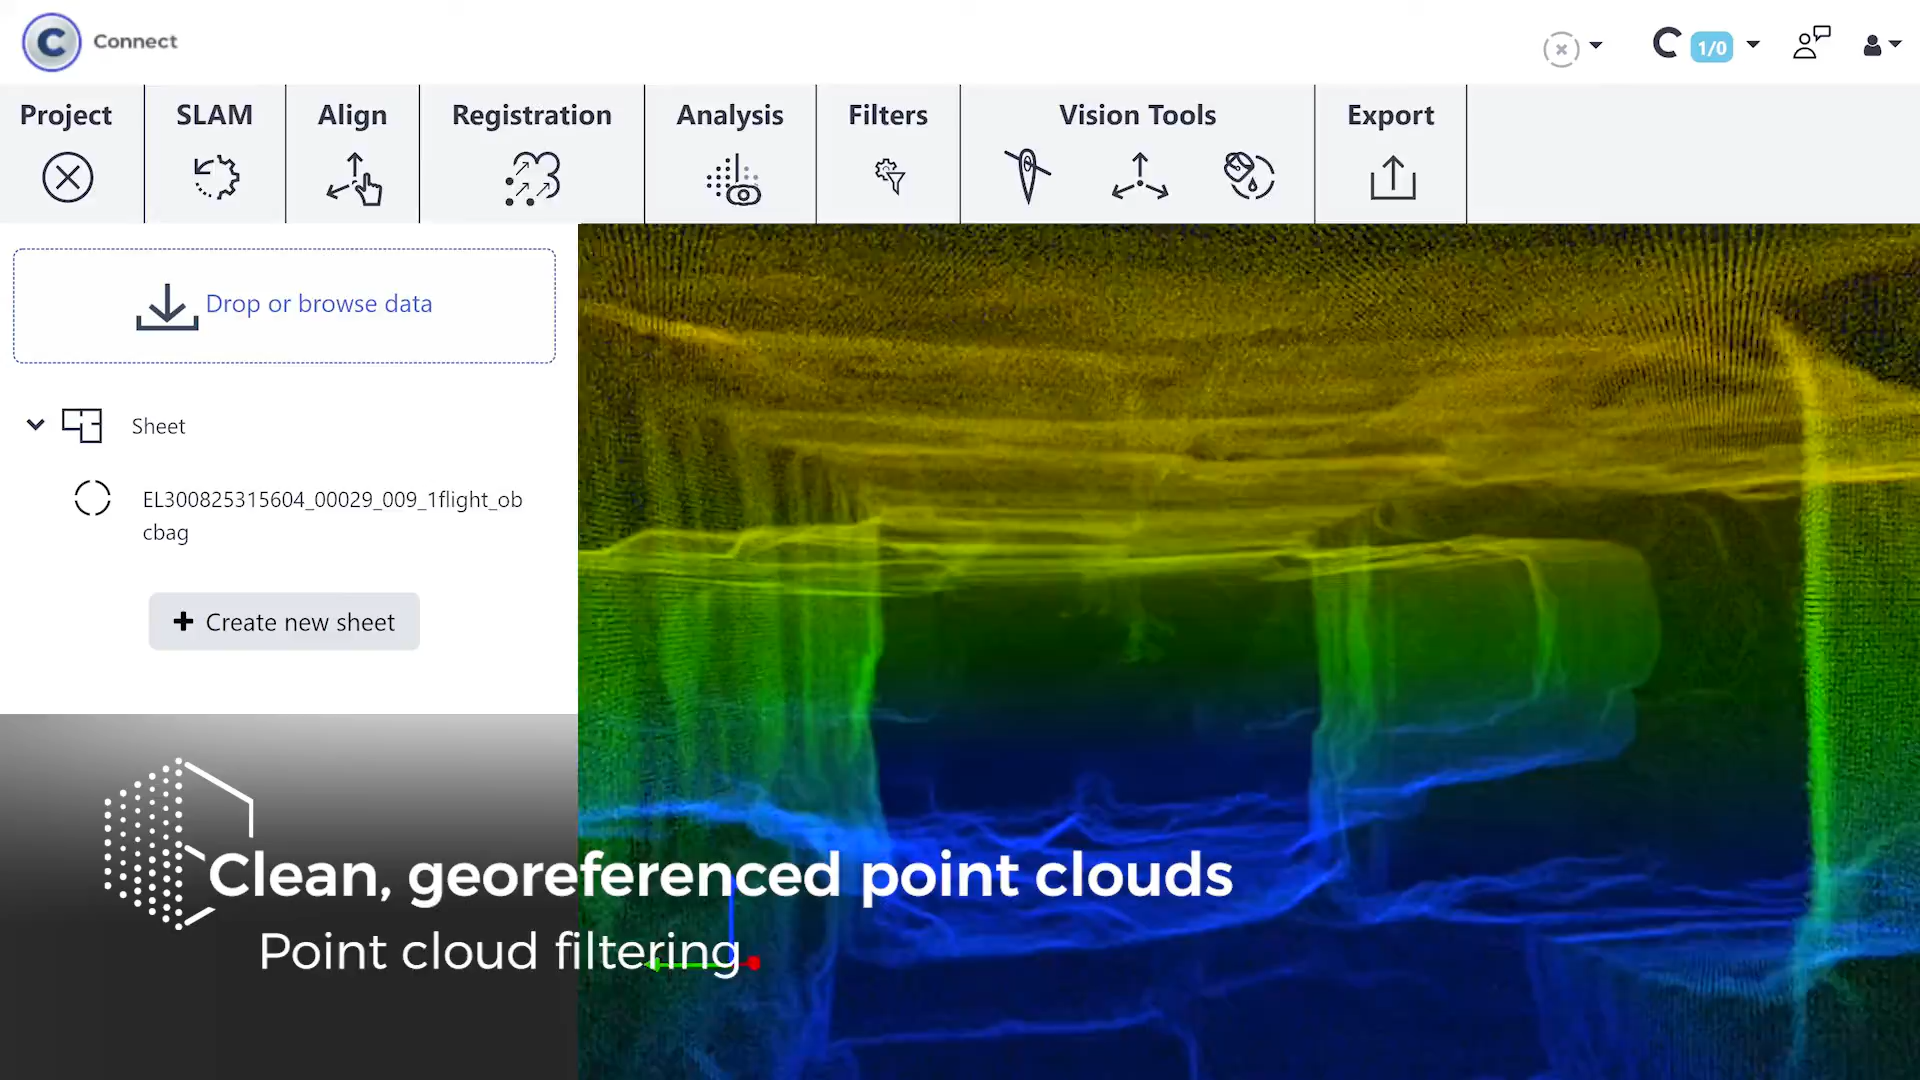 C Connect
1/0
Project
SLAM
Align
Registration
Analysis
Filters
Vision Tools
Export
Drop or browse data
Sheet
EL300825315604_00029_009_1flight_ob
cbag
+ Create new sheet
Clean, georeferenced point clouds
Point cloud filtering